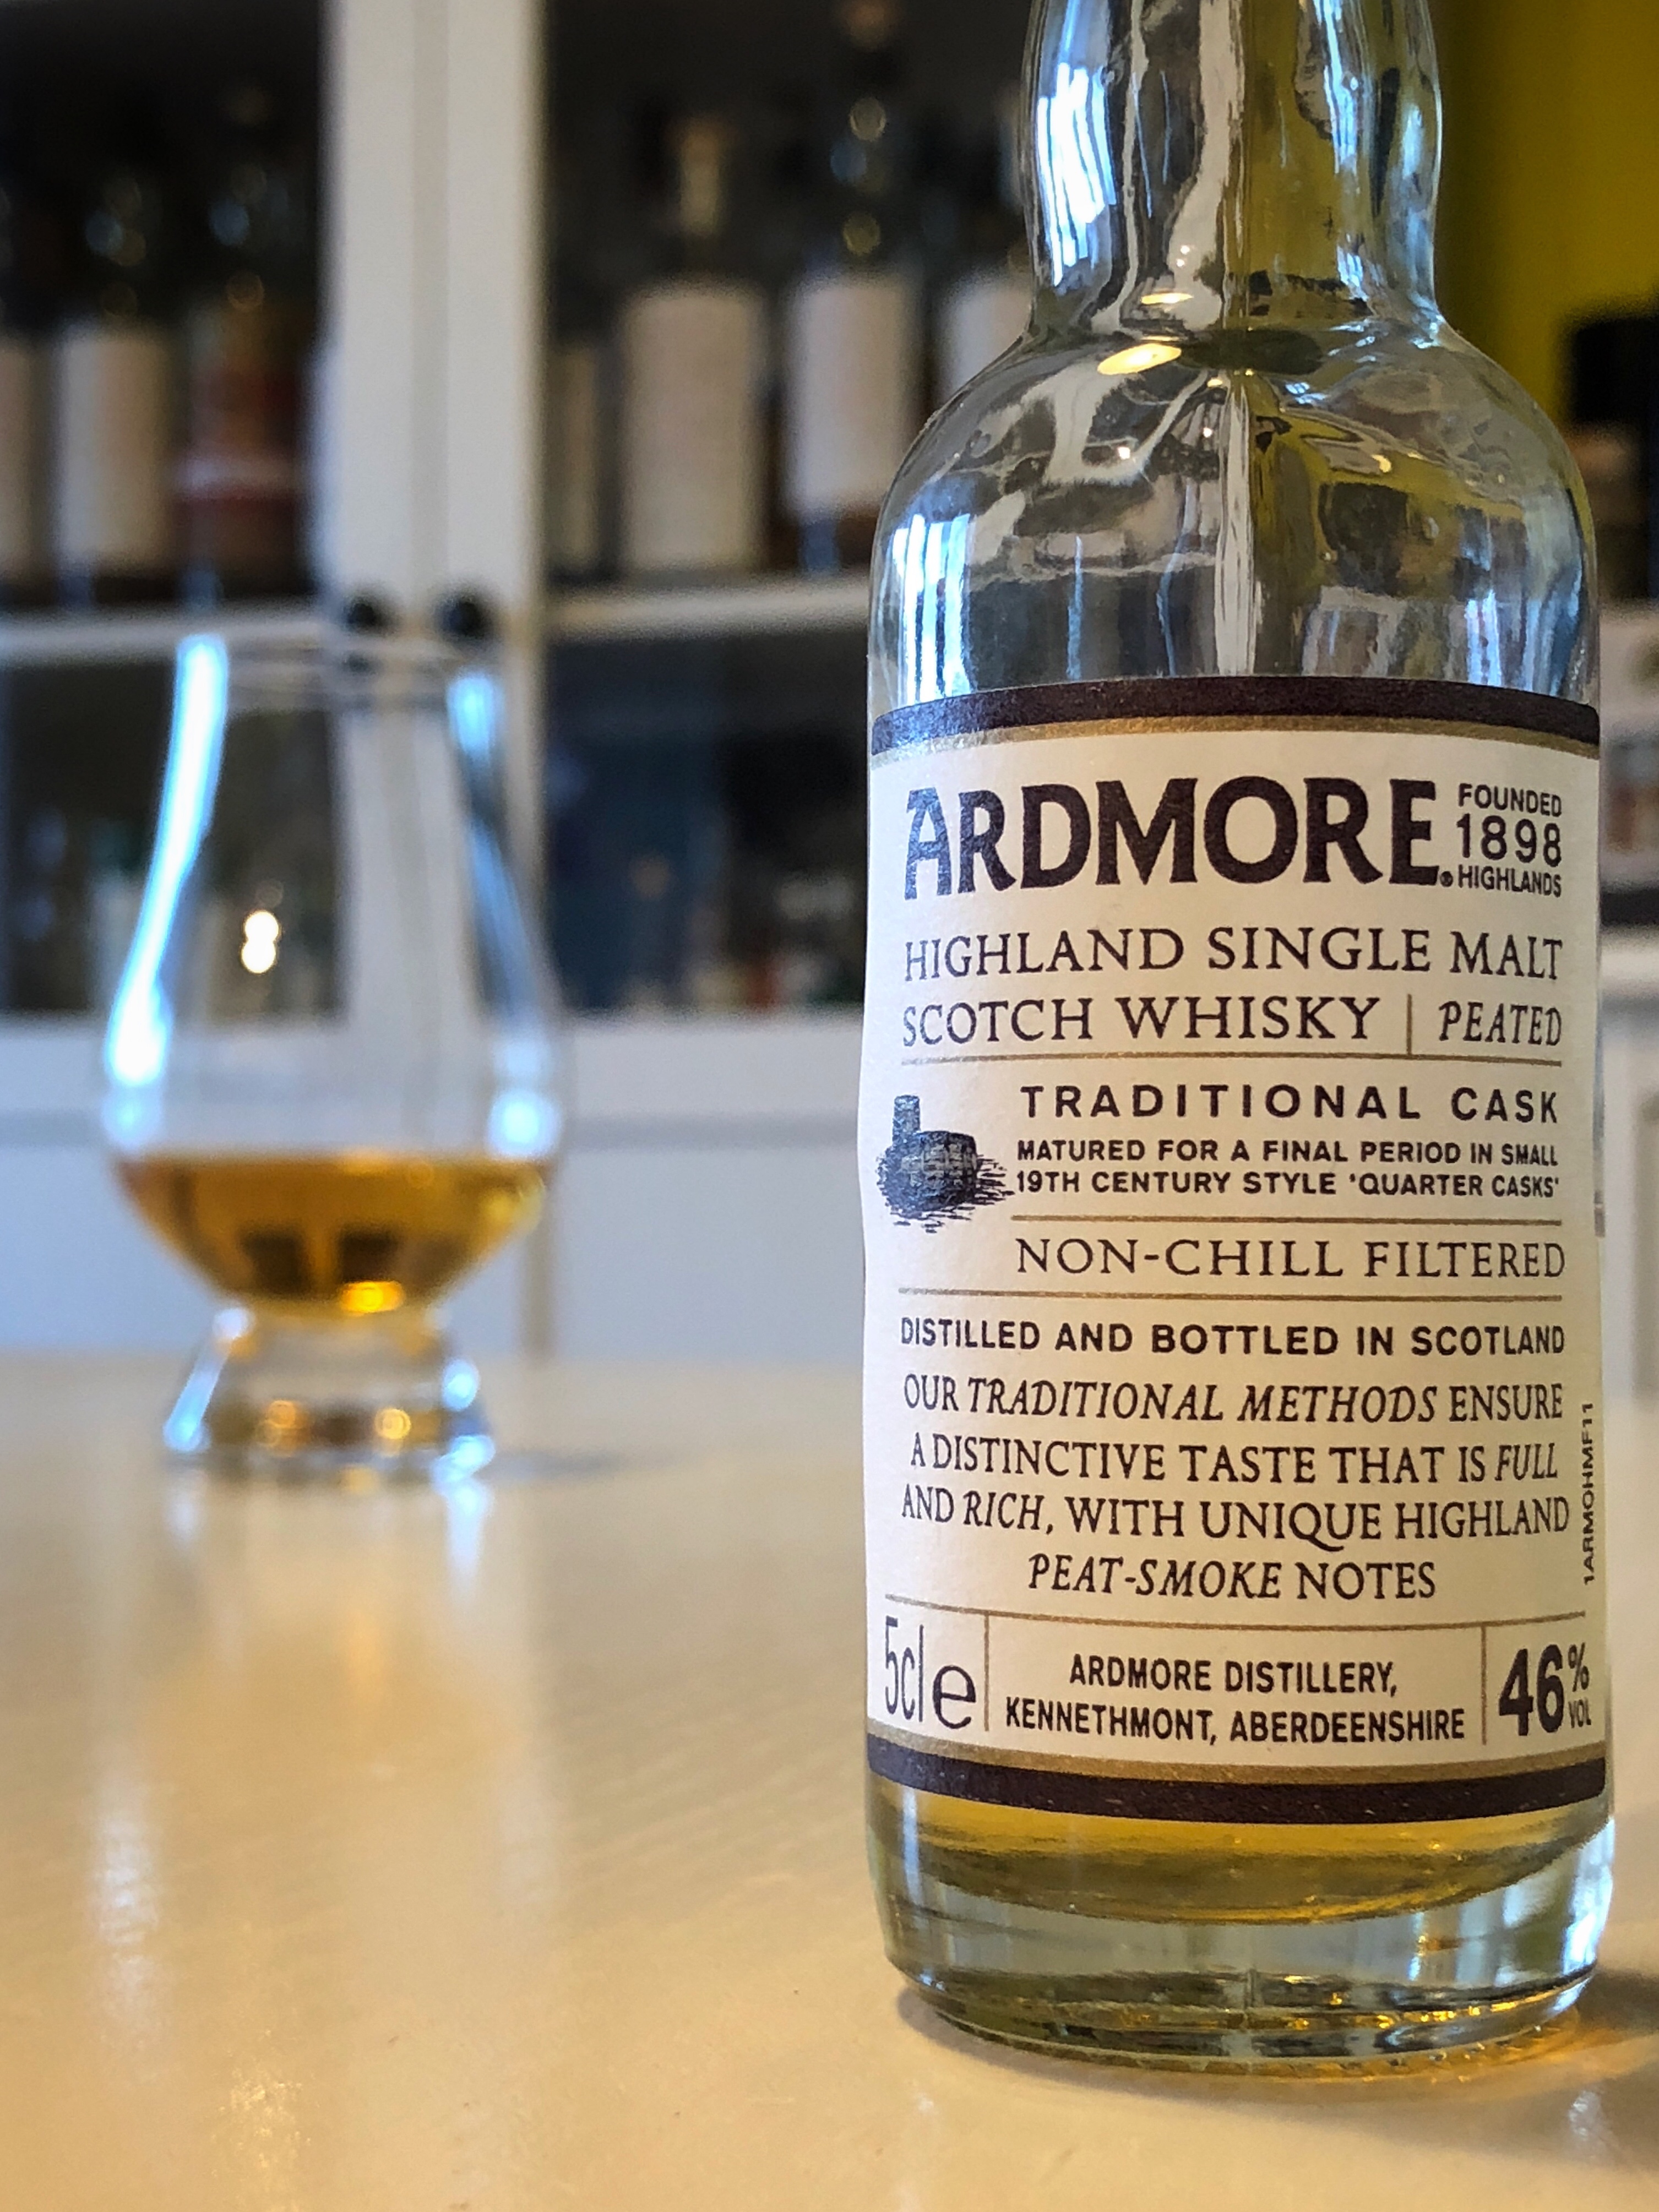 ARDMORE®
FOUNDED
1898
HIGHLANDS
HIGHLAND SINGLE MALT
SCOTCH WHISKY | PEATED
TRADITIONAL CASK
MATURED FOR A FINAL PERIOD IN SMALL
19TH CENTURY STYLE 'QUARTER CASKS'
NON-CHILL FILTERED
DISTILLED AND BOTTLED IN SCOTLAND
OUR TRADITIONAL METHODS ENSURE
A DISTINCTIVE TASTE THAT IS FULL
AND RICH, WITH UNIQUE HIGHLAND
PEAT-SMOKE NOTES
1ARMOHMF11
5cl e
ARDMORE DISTILLERY,
KENNETHMONT, ABERDEENSHIRE
46% VOL